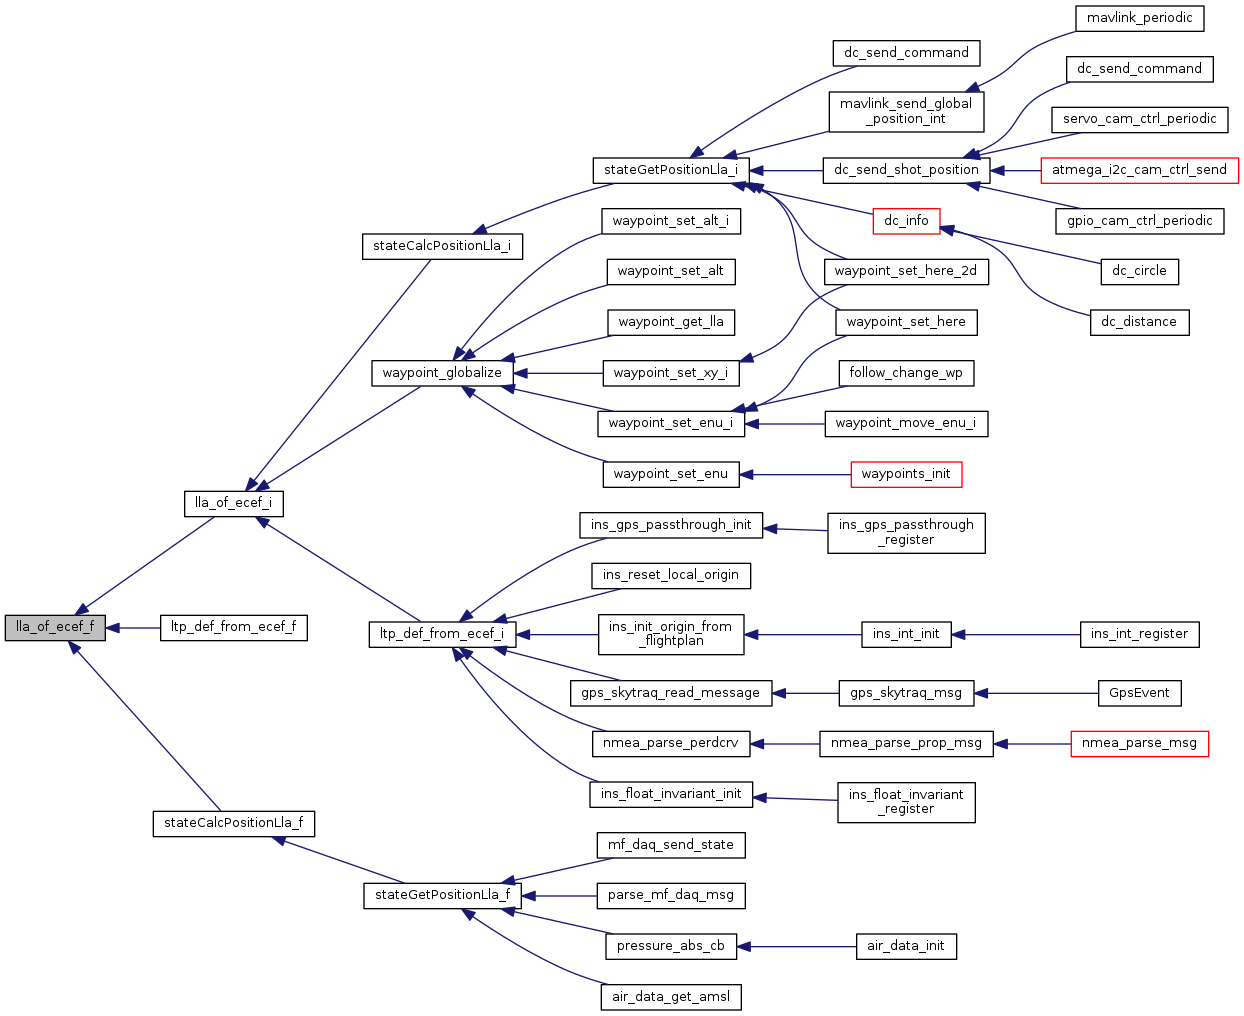 mavlink_periodic
dc_send_command
dc_send_command
mavlink_send_global
_position_int
servo_cam_ctrl_periodic
stateGetPositionLla_i
dc_send_shot_position
atmega_i2c_cam_ctrl_send
waypoint_set_alt_i
dc_info
gpio_cam_ctrl_periodic
stateCalcPositionLla_i
waypoint_set_alt
waypoint_set_here_2d
dc_circle
waypoint_get_lla
waypoint_set_here
dc_distance
waypoint_globalize
waypoint_set_xy_i
follow_change_wp
waypoint_set_enu_i
waypoint_move_enu_i
waypoint_set_enu
waypoints_init
lla_of_ecef_i
ins_gps_passthrough_init
ins_gps_passthrough
_register
ins_reset_local_origin
lla_of_ecef_f
ltp_def_from_ecef_f
ltp_def_from_ecef_i
ins_init_origin_from
_flightplan
ins_int_init
ins_int_register
gps_skytraq_read_message
gps_skytraq_msg
GpsEvent
nmea_parse_perdcrv
nmea_parse_prop_msg
nmea_parse_msg
ins_float_invariant_init
ins_float_invariant
_register
stateCalcPositionLla_f
mf_daq_send_state
stateGetPositionLla_f
parse_mf_daq_msg
pressure_abs_cb
air_data_init
air_data_get_amsl